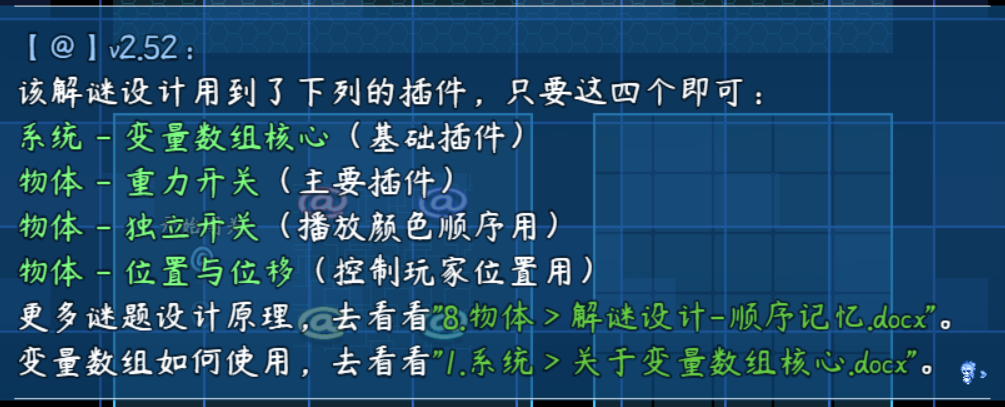 【@】v2.52：
该解谜设计用到了下列的插件，只要这四个即可：
系统 - 变量数组核心（基础插件）
物体 - 重力开关（主要插件）
物体 - 独立开关（播放颜色顺序用）
物体 - 位置与位移（控制玩家位置用）
更多谜题设计原理，去看看"8.物体 > 解谜设计-顺序记忆.docx"。
变量数组如何使用，去看看"1.系统 > 关于变量数组核心.docx"。